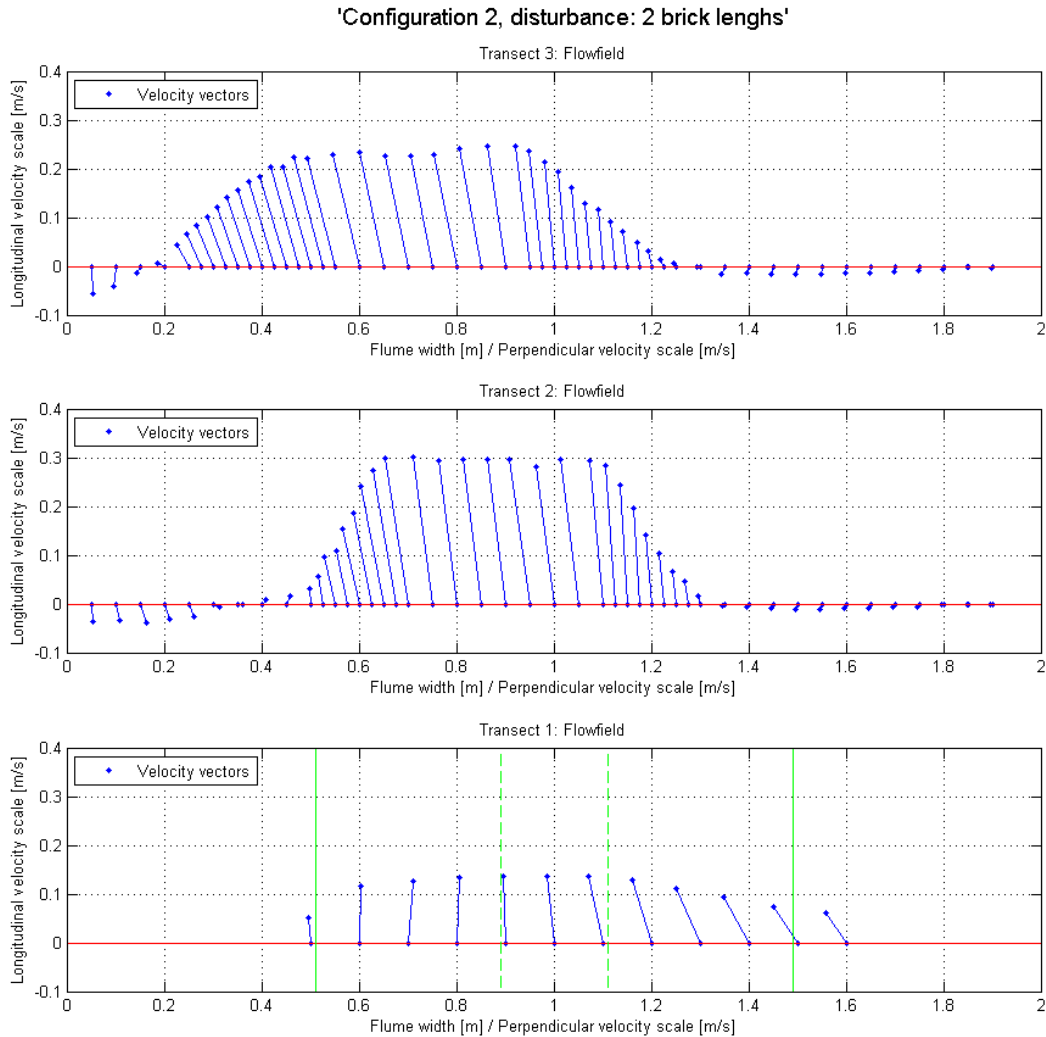 'Configuration 2, disturbance: 2 brick lenghs'
Transect 3: Flowfield
Longitudinal velocity scale [m/s]
0.4
0.3
0.2
0.1
0
-0.1
Velocity vectors
0 0.2 0.4 0.6 0.8 1 1.2 1.4 1.6 1.8 2
Flume width [m] / Perpendicular velocity scale [m/s]
Transect 2: Flowfield
Longitudinal velocity scale [m/s]
0.4
0.3
0.2
0.1
0
-0.1
Velocity vectors
0 0.2 0.4 0.6 0.8 1 1.2 1.4 1.6 1.8 2
Flume width [m] / Perpendicular velocity scale [m/s]
Transect 1: Flowfield
Longitudinal velocity scale [m/s]
0.4
0.3
0.2
0.1
0
-0.1
Velocity vectors
0 0.2 0.4 0.6 0.8 1 1.2 1.4 1.6 1.8 2
Flume width [m] / Perpendicular velocity scale [m/s]